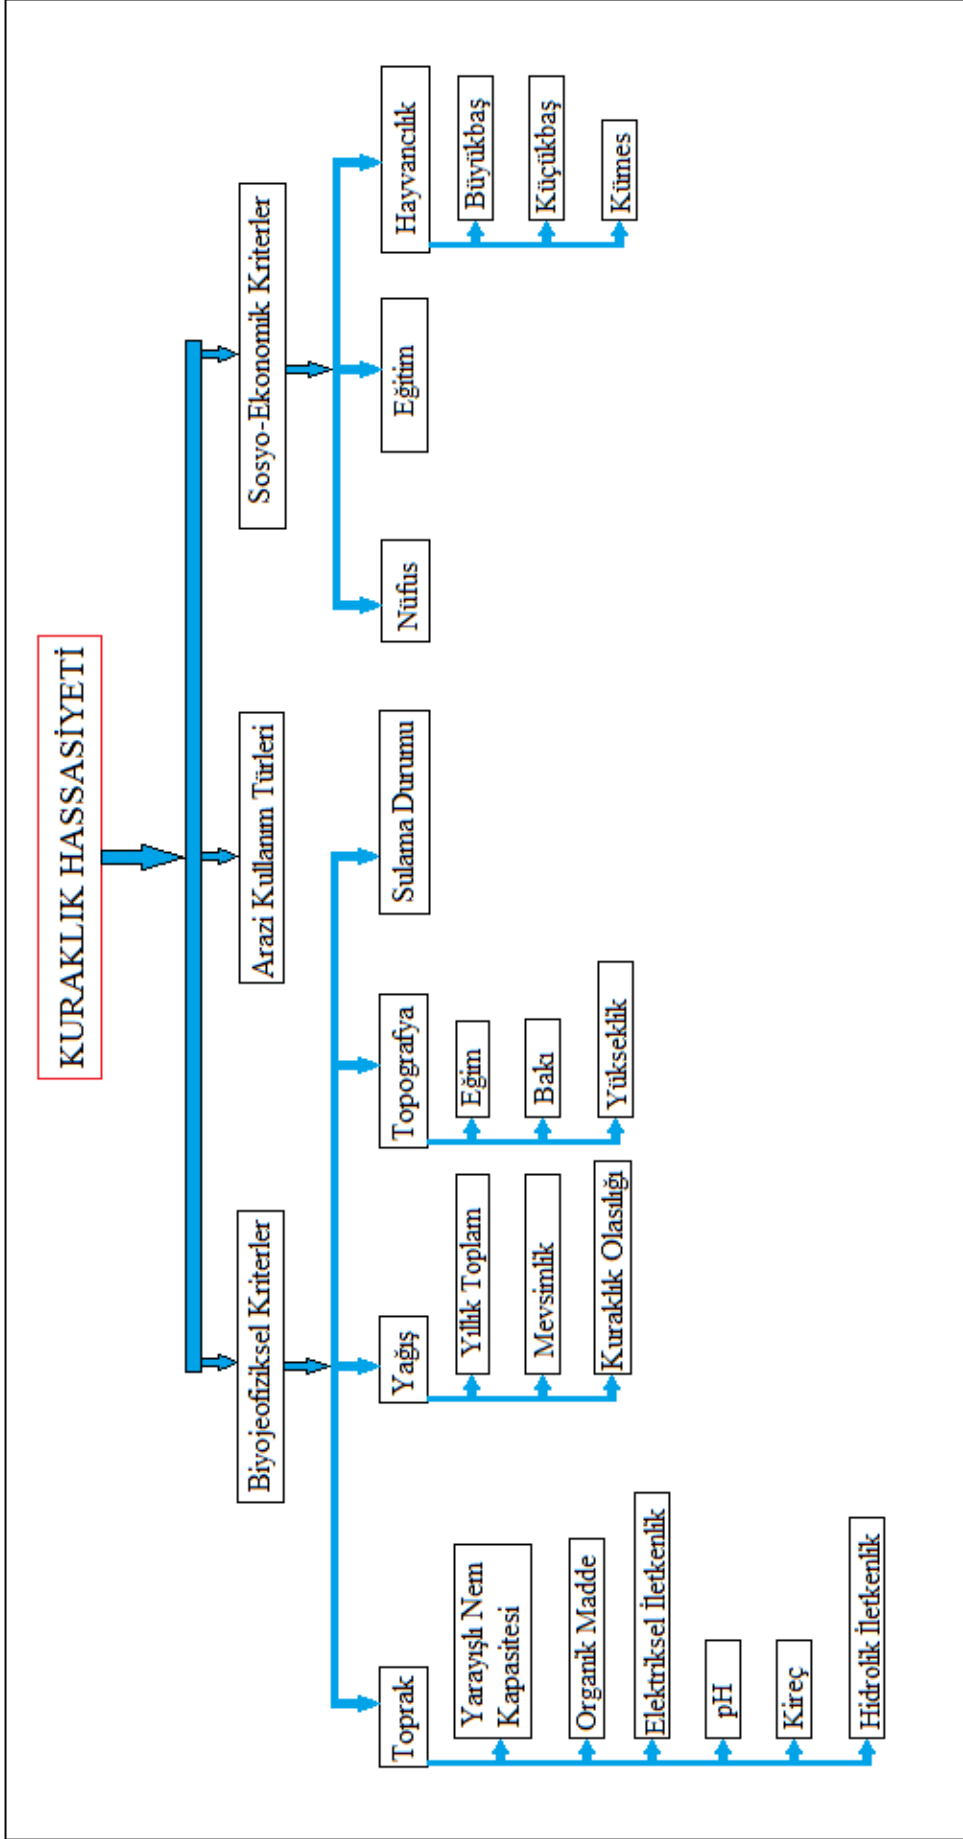 KURAKLIK HASSASİYETİ
Biyojeofiziksel Kriterler
Arazi Kullanım Türleri
Sosyo-Ekonomik Kriterler
Toprak
Yağış
Topografya
Sulama Durumu
Nüfus
Eğitim
Hayvancılık
Yarayışlı Nem
Kapasitesi
Organik Madde
Elektriksel İletkenlik
pH
Kireç
Hidrolik İletkenlik
Yıllık Toplam
Mevsimlik
Kuraklık Olasılığı
Eğim
Bakı
Yükseklik
Büyükbaş
Küçükbaş
Kümes